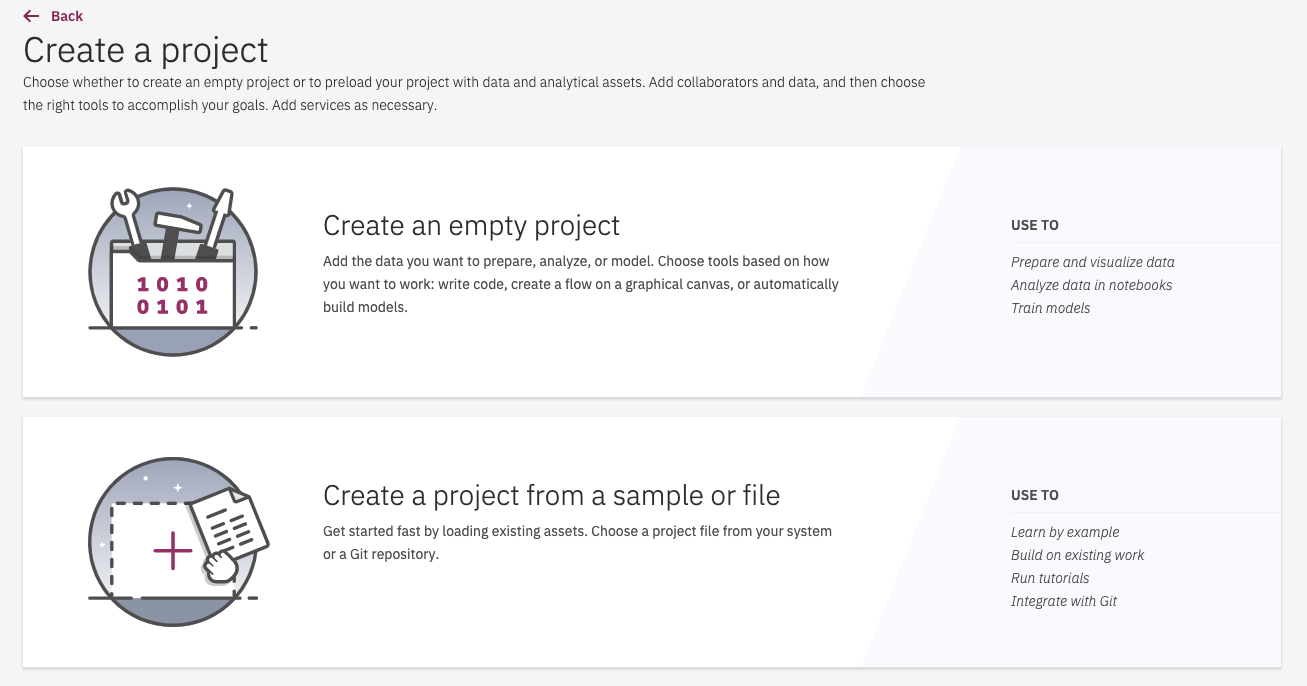 Back
Create a project
Choose whether to create an empty project or to preload your project with data and analytical assets. Add collaborators and data, and then choose
the right tools to accomplish your goals. Add services as necessary.
1010
0101
Create an empty project
Add the data you want to prepare, analyze, or model. Choose tools based on how
you want to work: write code, create a flow on a graphical canvas, or automatically
build models.
USE TO
Prepare and visualize data
Analyze data in notebooks
Train models
Create a project from a sample or file
Get started fast by loading existing assets. Choose a project file from your system
or a Git repository.
USE TO
Learn by example
Build on existing work
Run tutorials
Integrate with Git